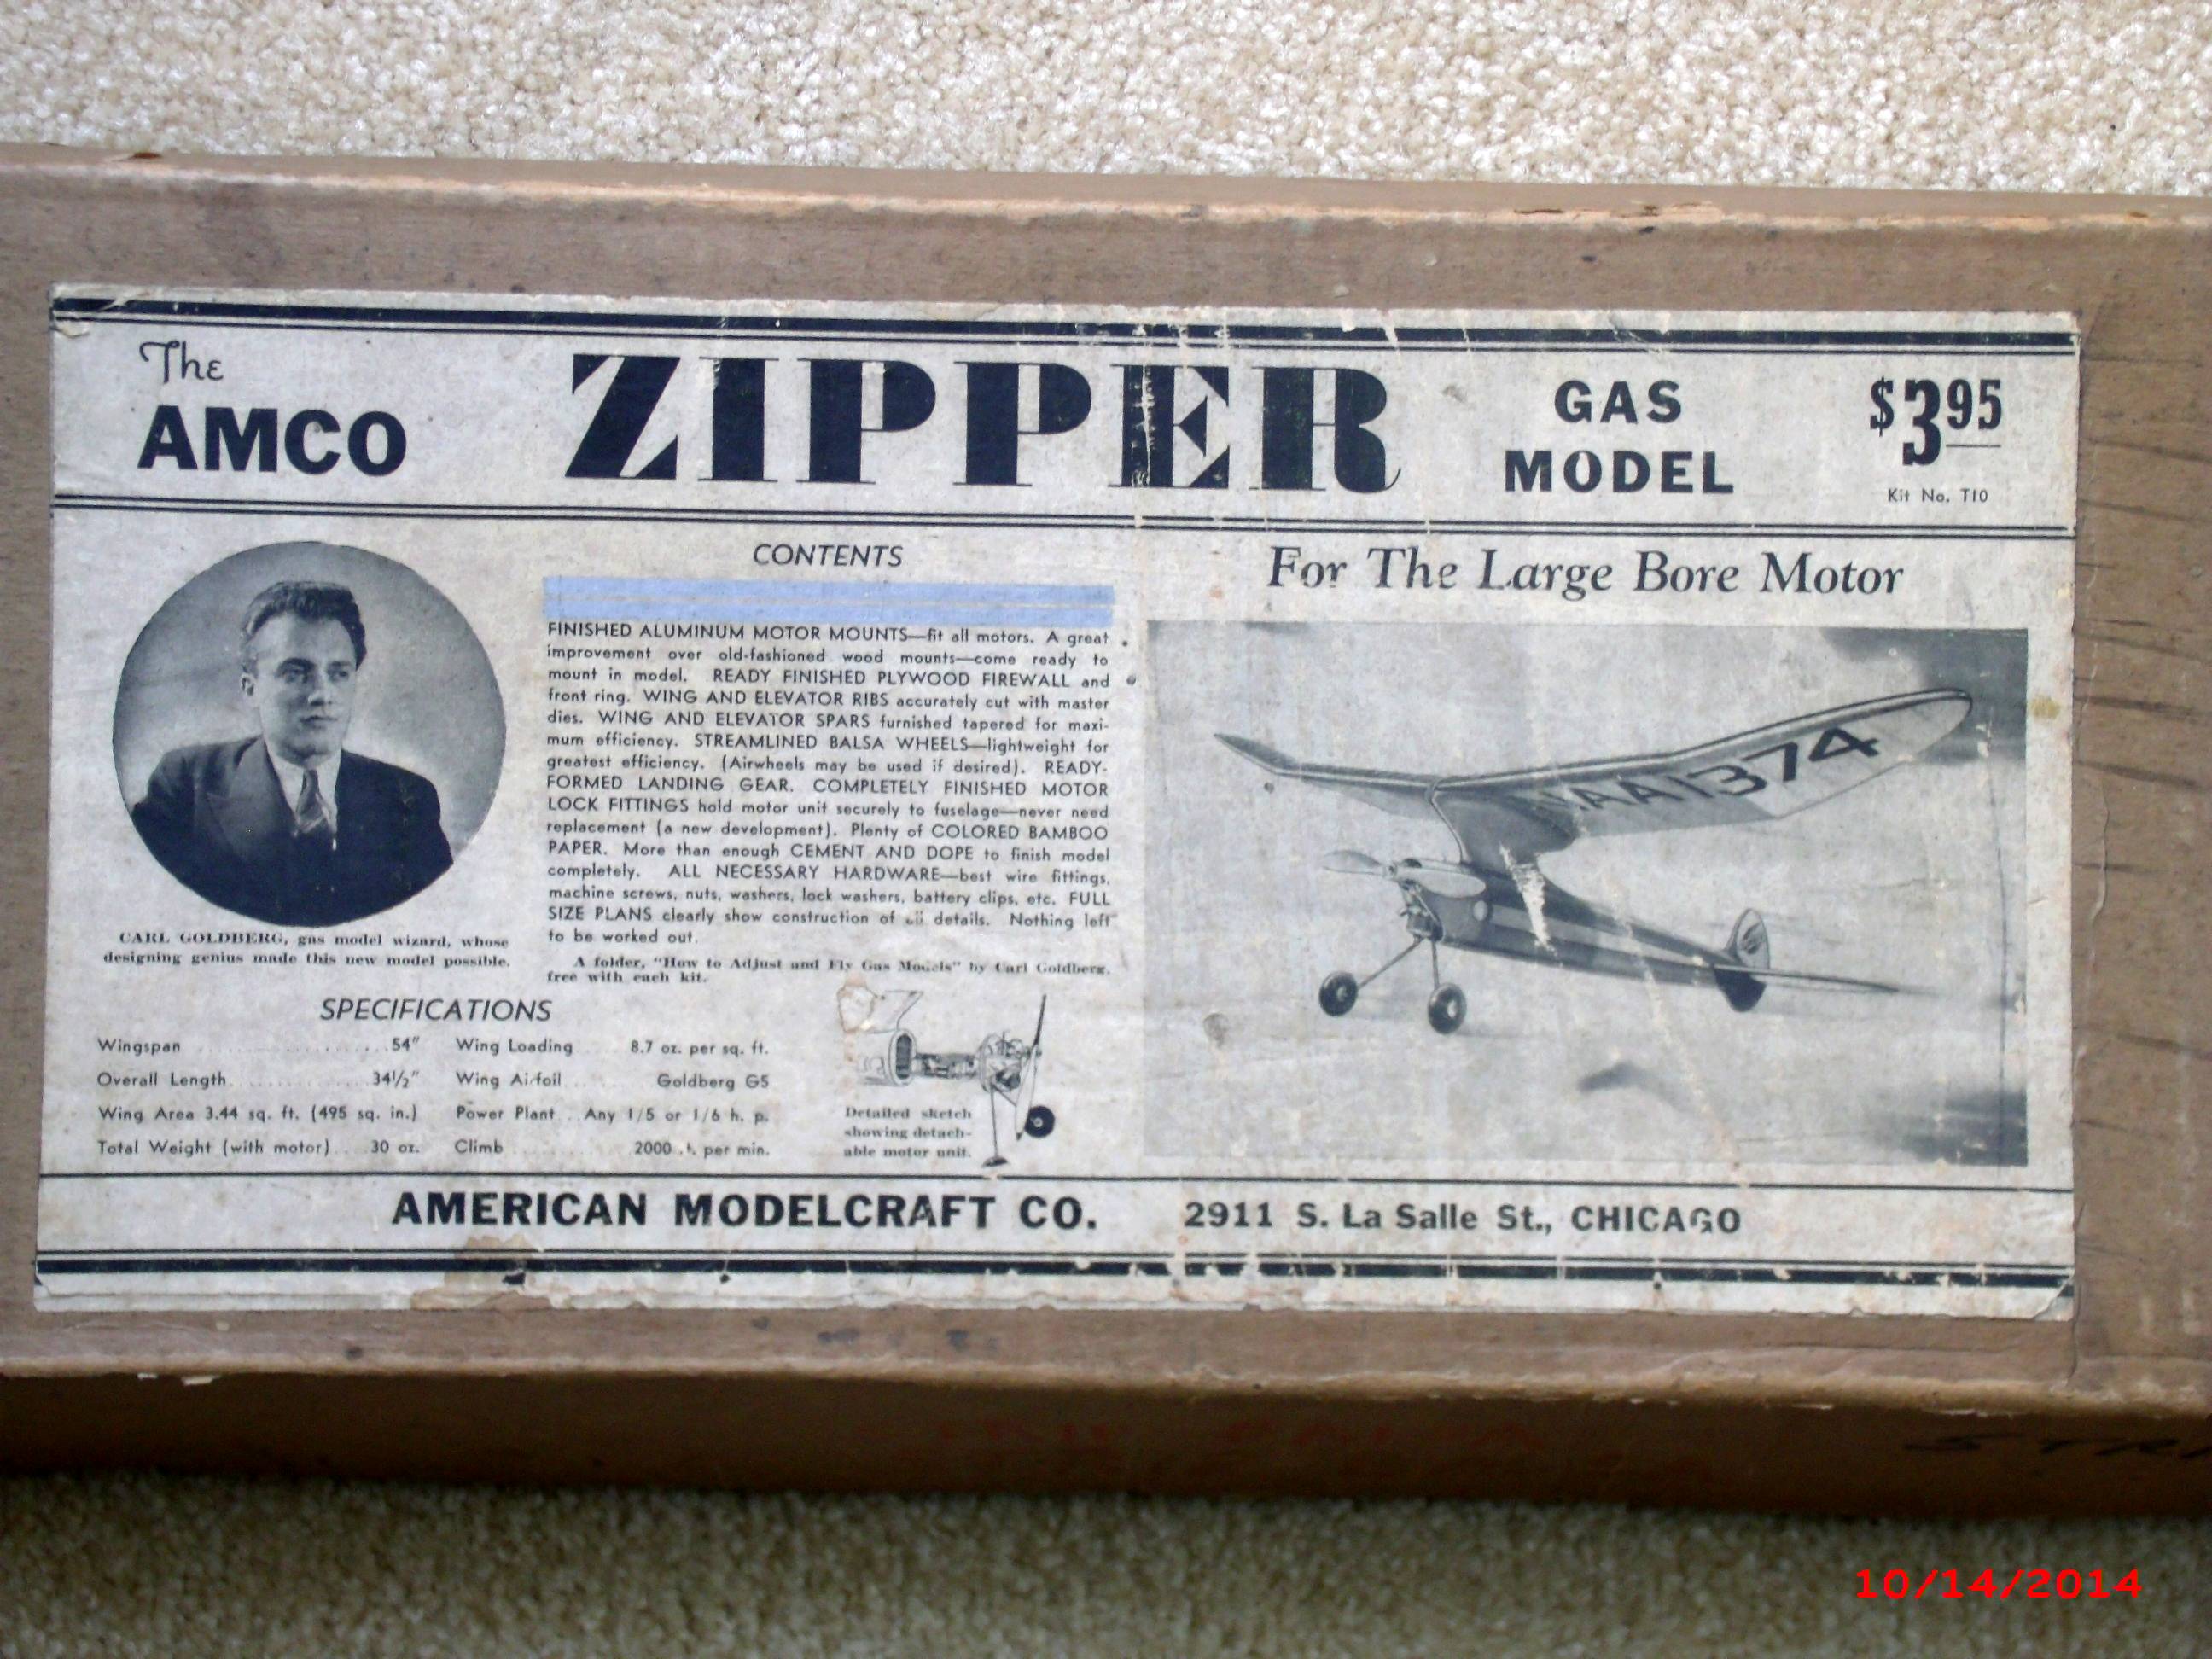 The
AMCO
ZIPPER
GAS
MODEL
$3.95
Kit No. T10
CARL GOLDBERG, gas model wizard, whose
designing genius made this new model possible.
CONTENTS
FINISHED ALUMINUM MOTOR MOUNTS—fit all motors. A great
improvement over old-fashioned wood mounts—come ready to
mount in model. READY FINISHED PLYWOOD FIREWALL and
front ring. WING AND ELEVATOR RIBS accurately cut with master
dies. WING AND ELEVATOR SPARS furnished tapered for maxi-
mum efficiency. STREAMLINED BALSA WHEELS—lightweight for
greatest efficiency. (Airwheels may be used if desired). READY-
FORMED LANDING GEAR. COMPLETELY FINISHED MOTOR
LOCK FITTINGS hold motor unit securely to fuselage—never need
replacement (a new development). Plenty of COLORED BAMBOO
PAPER. More than enough CEMENT AND DOPE to finish model
completely. ALL NECESSARY HARDWARE—best wire fittings,
machine screws, nuts, washers, lock washers, battery clips, etc. FULL
SIZE PLANS clearly show construction of details. Nothing left
to be worked out.
A folder, "How to Adjust and Fly Gas Models" by Carl Goldberg,
free with each kit.
SPECIFICATIONS
Wingspan 54"
Overall Length 34½"
Wing Area 3.44 sq. ft. (495 sq. in.)
Total Weight (with motor) 30 oz.
Wing Loading 8.7 oz. per sq. ft.
Wing Airfoil Goldberg G5
Power Plant Any 1/5 or 1/6 h. p.
Climb 2000 per min.
Detailed sketch
showing detach-
able motor unit.
For The Large Bore Motor
1374
AMERICAN MODELCRAFT CO. 2911 S. La Salle St., CHICAGO
10/14/2014